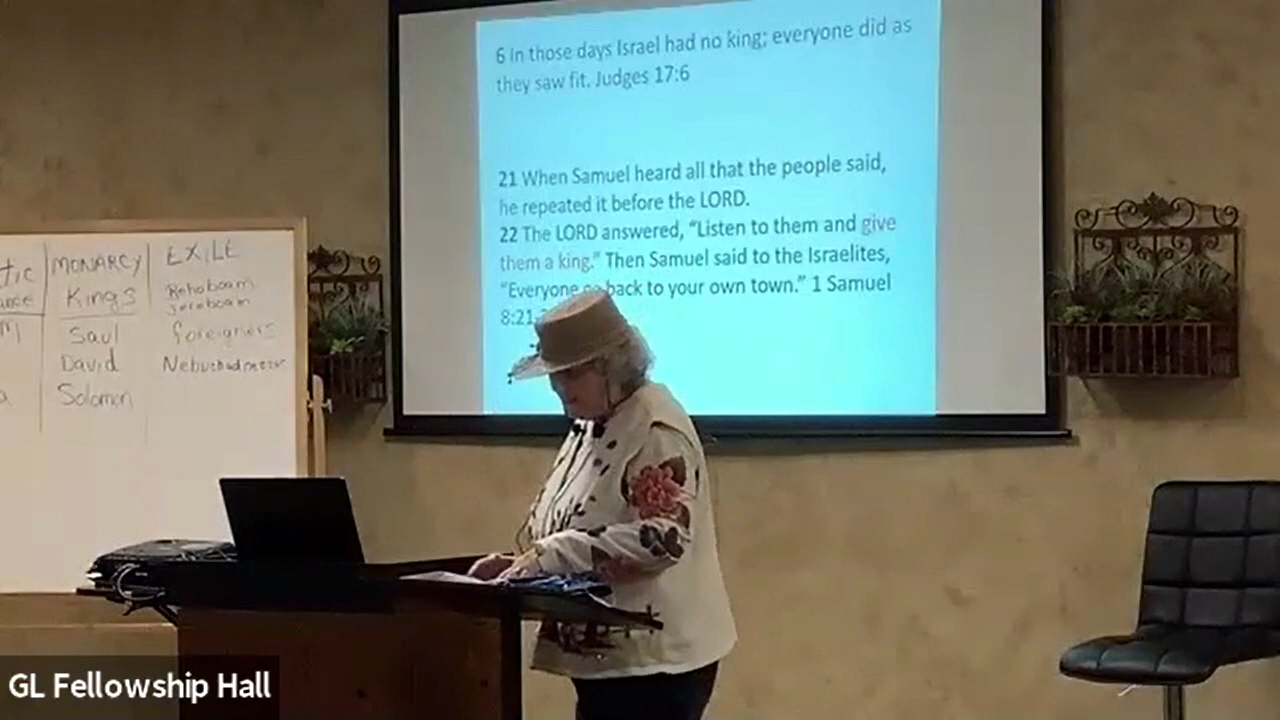 6 In those days Israel had no king; everyone did as
they saw fit. Judges 17:6
21 When Samuel heard all that the people said,
he repeated it before the LORD.
22 The LORD answered, “Listen to them and give
them a king.” Then Samuel said to the Israelites,
“Everyone back to your own town.” 1 Samuel
8:21
MONARCY
Kings
Saul
David
Solomon
EXILE
Rehoboam
Jeroboam
foreigners
GL Fellowship Hall